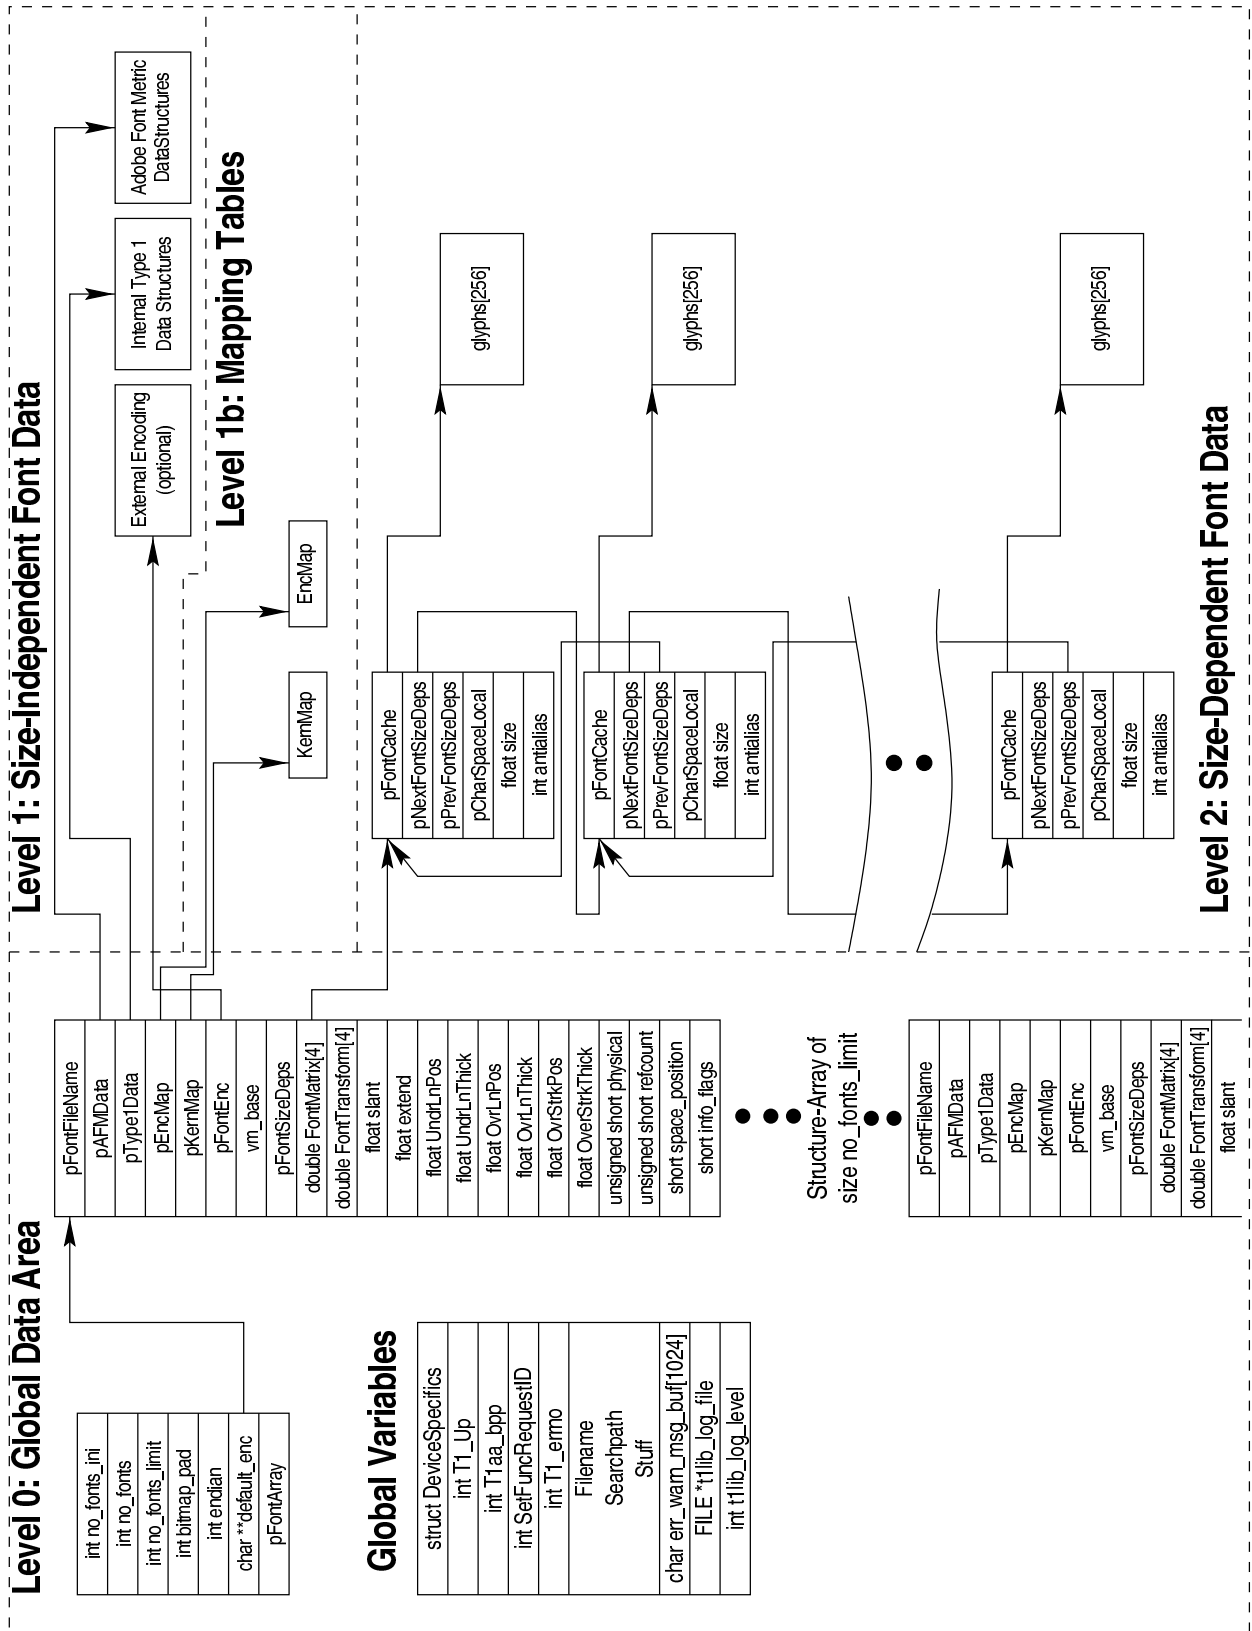 Level 0: Global Data Area
int no_fonts_ini
int no_fonts
int no_fonts_limit
int bitmap_pad
int endian
char **default_enc
pFontArray
Global Variables
struct DeviceSpecifics
int T1_Up
int T1aa_bpp
int SetFuncRequestID
int T1_errno
Filename
Searchpath
Stuff
char err_warn_msg_buf[1024]
FILE *t1lib_log_file
int t1lib_log_level
pFontFileName
pAFMData
pType1Data
pEncMap
pKernMap
pFontEnc
vm_base
pFontSizeDeps
double FontMatrix[4]
double FontTransform[4]
float slant
float extend
float UndrLnPos
float UndrLnThick
float OvrLnPos
float OvrLnThick
float OvrStrkPos
float OverStrkThick
unsigned short physical
unsigned short refcount
short space_position
short info_flags
Structure-Array of
size no_fonts_limit
pFontFileName
pAFMData
pType1Data
pEncMap
pKernMap
pFontEnc
vm_base
pFontSizeDeps
double FontMatrix[4]
double FontTransform[4]
float slant
Level 1: Size-Independent Font Data
External Encoding
(optional)
Internal Type 1
Data Structures
Adobe Font Metric
DataStructures
Level 1b: Mapping Tables
KernMap
EncMap
pFontCache
pNextFontSizeDeps
pPrevFontSizeDeps
pCharSpaceLocal
float size
int antialias
glyphs[256]
pFontCache
pNextFontSizeDeps
pPrevFontSizeDeps
pCharSpaceLocal
float size
int antialias
glyphs[256]
pFontCache
pNextFontSizeDeps
pPrevFontSizeDeps
pCharSpaceLocal
float size
int antialias
glyphs[256]
Level 2: Size-Dependent Font Data